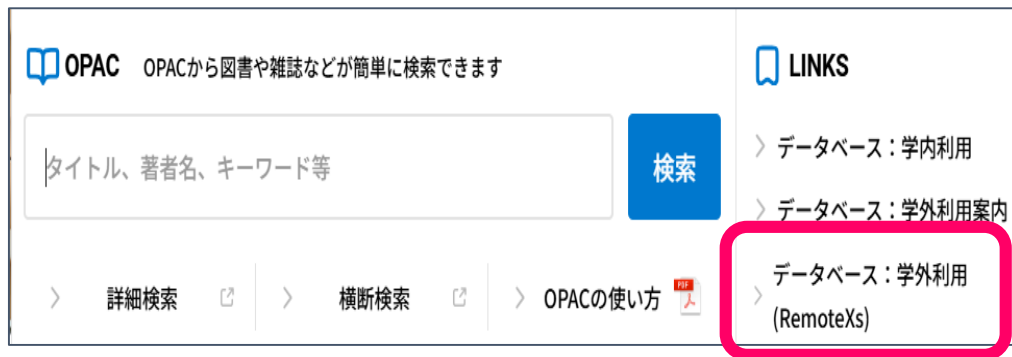 OPAC OPACから図書や雑誌などが簡単に検索できます
タイトル、著者名、キーワード等
検索
詳細検索
横断検索
OPACの使い方
PDF
LINKS
データベース：学内利用
データベース：学外利用案内
データベース：学外利用
(RemoteXs)